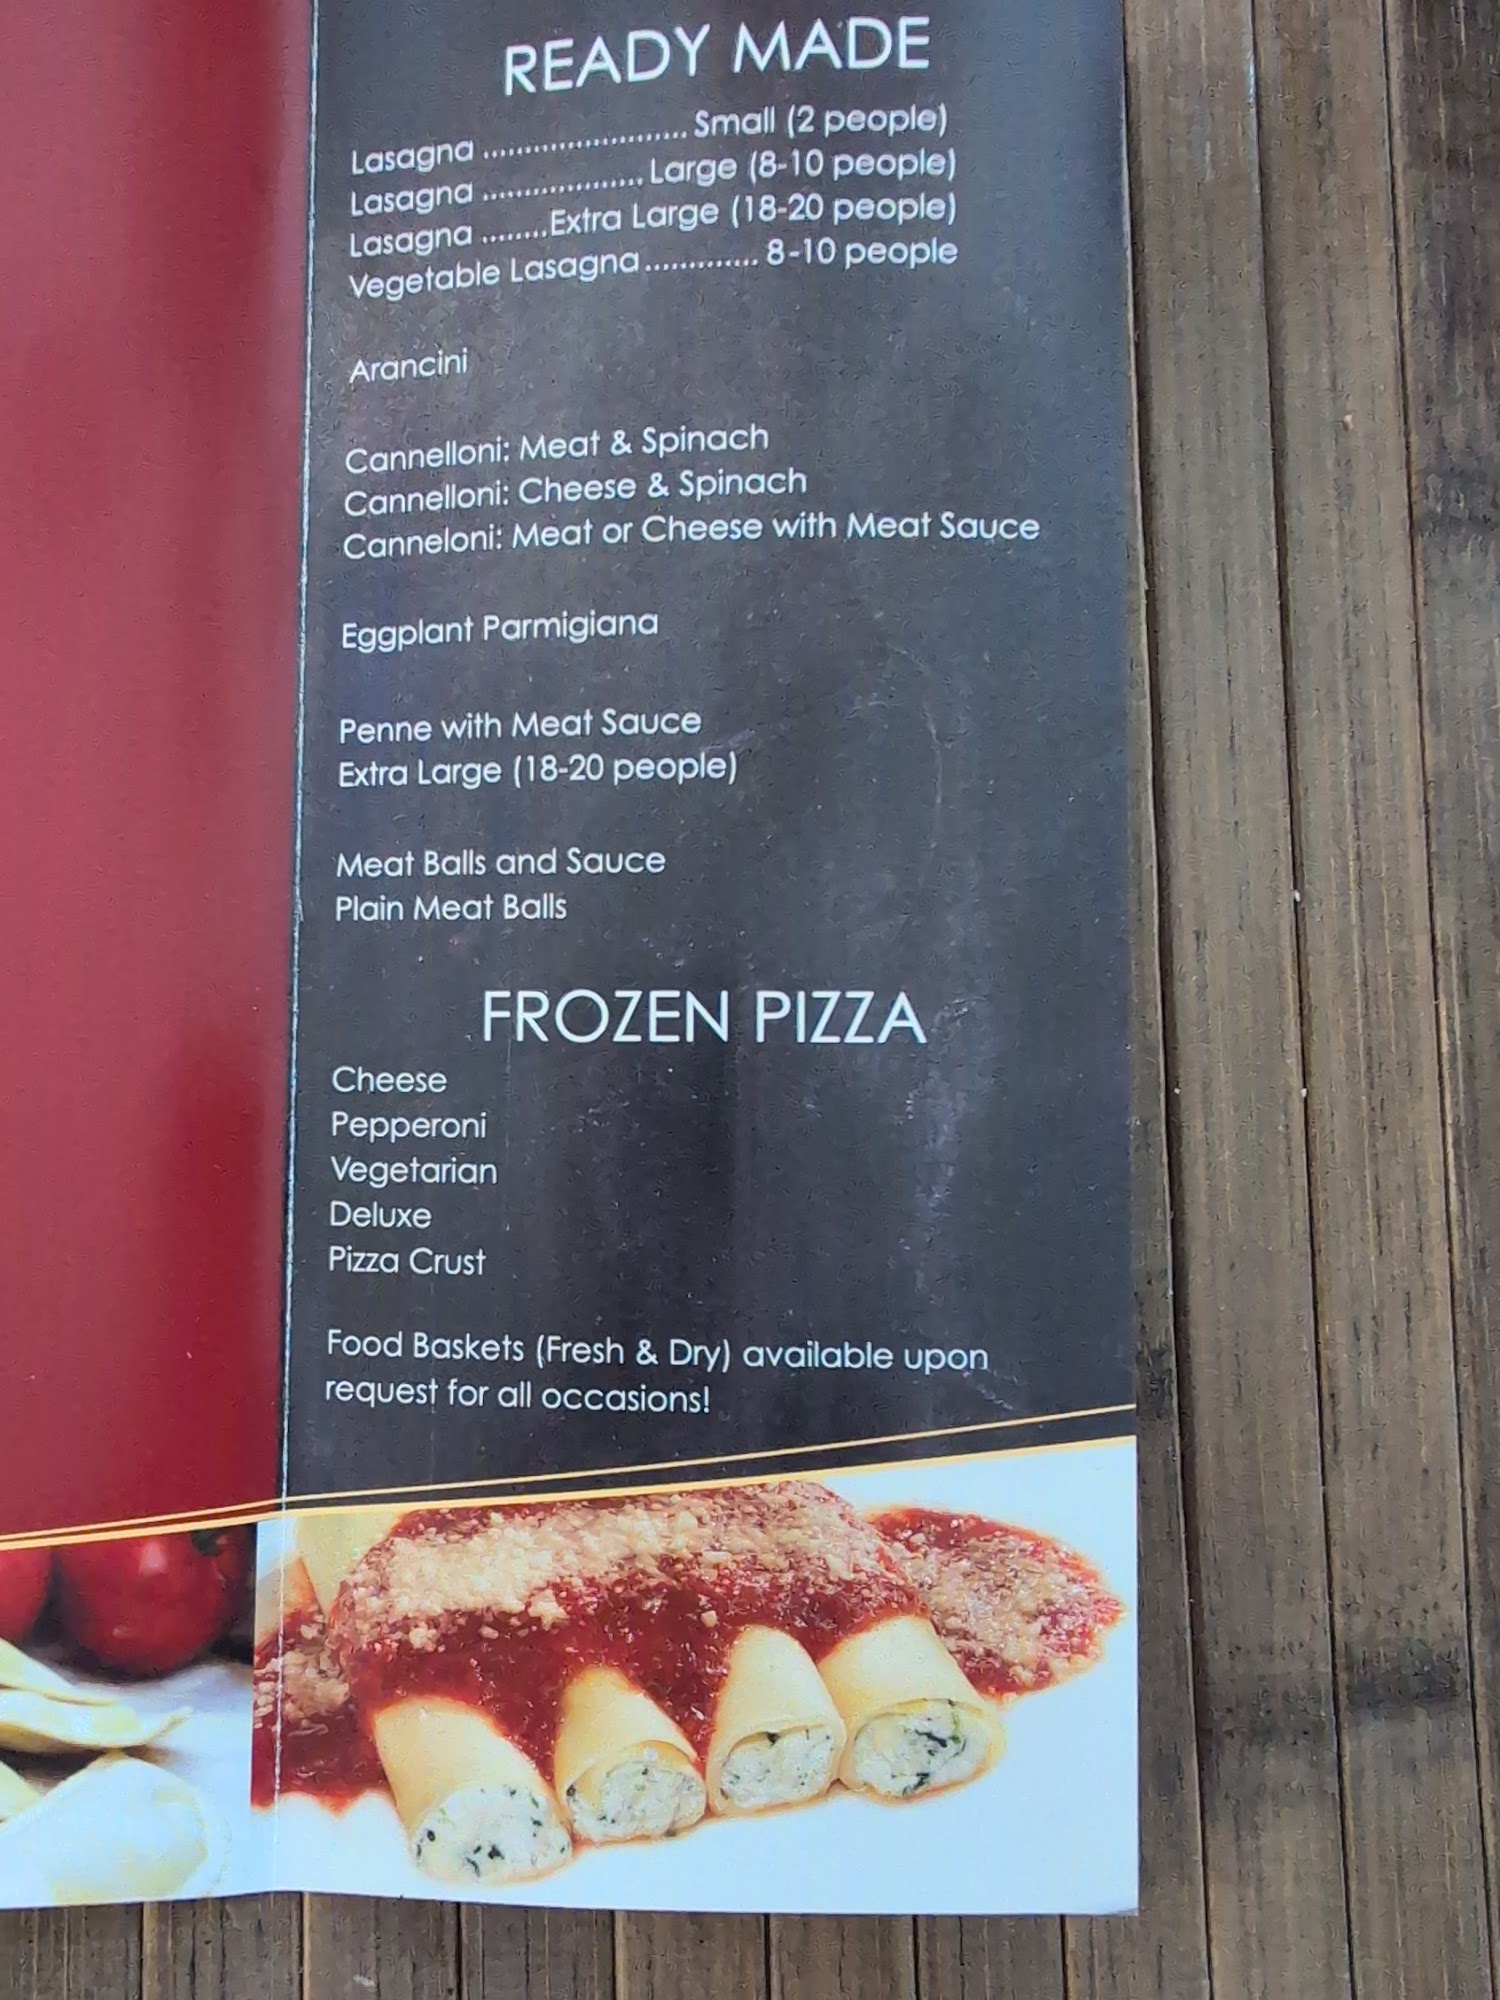 READY MADE
Lasagna ......................... Small (2 people)
Lasagna .................... Large (8-10 people)
Lasagna ........Extra Large (18-20 people)
Vegetable Lasagna ............. 8-10 people
Arancini
Cannelloni: Meat & Spinach
Cannelloni: Cheese & Spinach
Canneloni: Meat or Cheese with Meat Sauce
Eggplant Parmigiana
Penne with Meat Sauce
Extra Large (18-20 people)
Meat Balls and Sauce
Plain Meat Balls
FROZEN PIZZA
Cheese
Pepperoni
Vegetarian
Deluxe
Pizza Crust
Food Baskets (Fresh & Dry) available upon
request for all occasions!